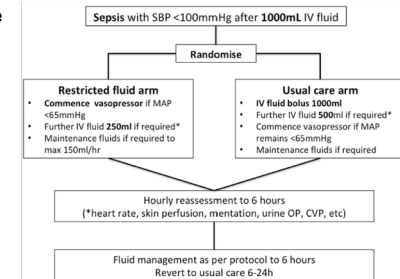 e
Sepsis with SBP <100mmHg after 1000mL IV fluid
Randomise
Restricted fluid arm
• Commence vasopressor if MAP
<65mmHg
• Further IV fluid 250ml if required*
• Maintenance fluids if required to
max 150ml/hr
Usual care arm
• IV fluid bolus 1000ml
• Further IV fluid 500ml if required*
• Commence vasopressor if MAP
remains <65mmHg
• Maintenance fluids if required
Hourly reassessment to 6 hours
(*heart rate, skin perfusion, mentation, urine OP, CVP, etc)
Fluid management as per protocol to 6 hours
Revert to usual care 6-24h